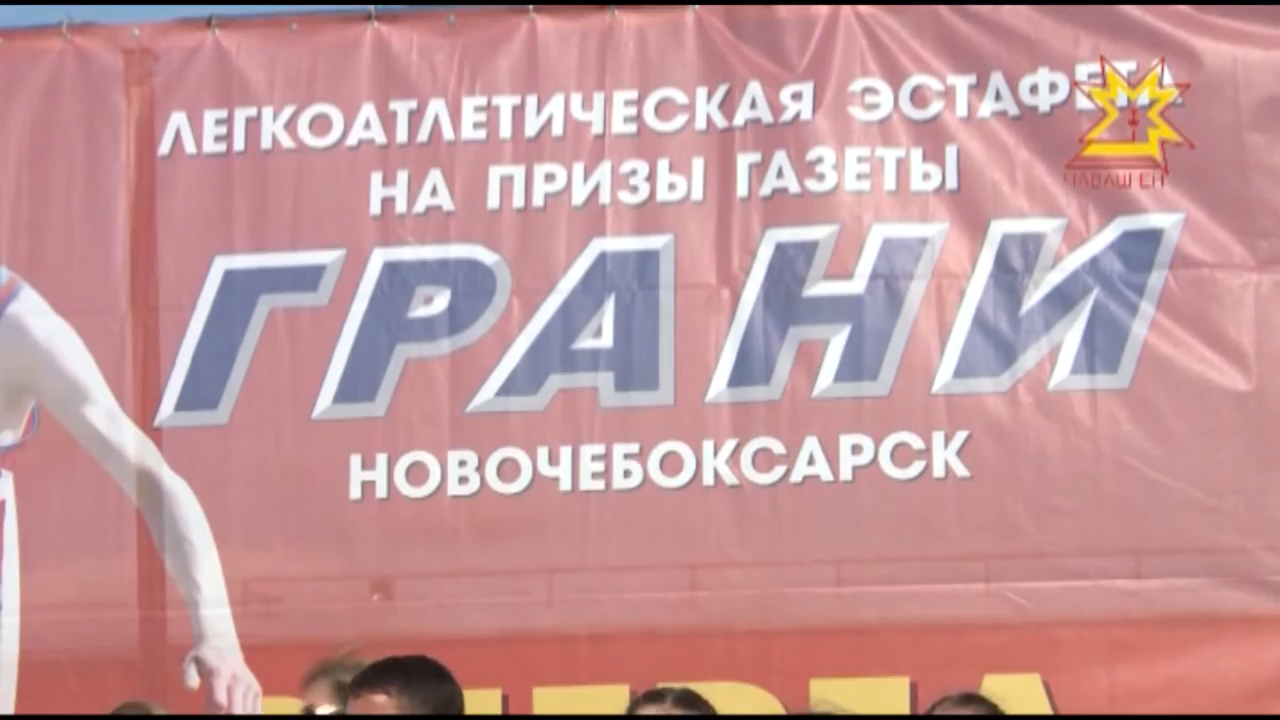 ЛЕГКОАТЛЕТИЧЕСКАЯ ЭСТАФЕТА
НА ПРИЗЫ ГАЗЕТЫ
ГРАНИ
НОВОЧЕБОКСАРСК